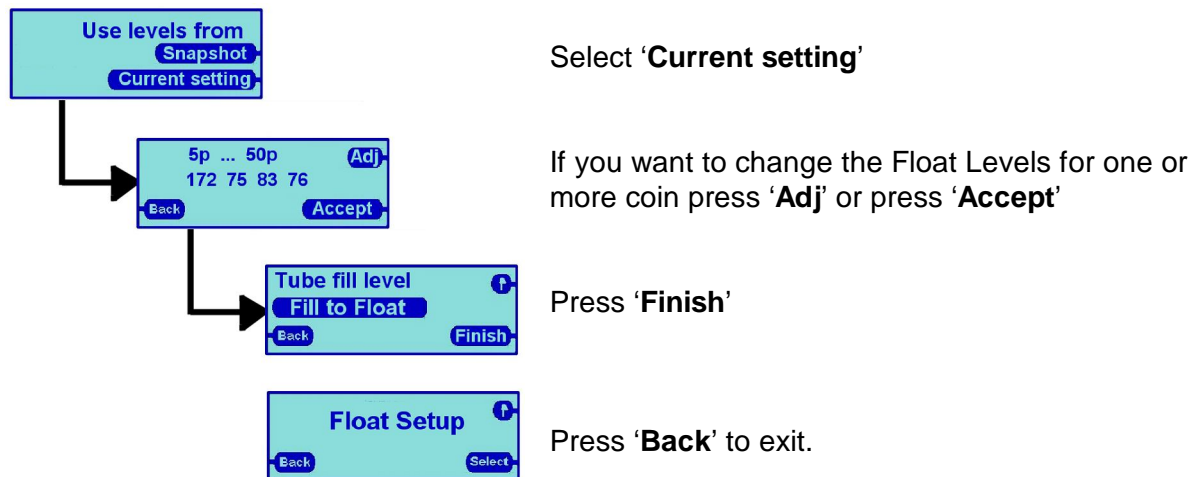 Use levels from
Snapshot
Current setting
Select ‘Current setting’
5p ... 50p
Adj
172 75 83 76
Back
Accept
If you want to change the Float Levels for one or
more coin press ‘Adj’ or press ‘Accept’
Tube fill level
Fill to Float
Back
Finish
Press ‘Finish’
Float Setup
Back
Select
Press ‘Back’ to exit.